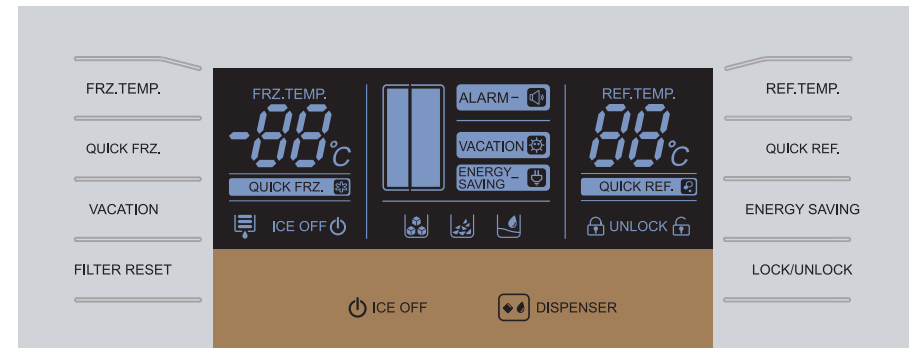 FRZ.TEMP.
QUICK FRZ.
VACATION
FILTER RESET
FRZ.TEMP.
-88°C
QUICK FRZ.
ICE OFF
ALARM-
VACATION
ENERGY_
SAVING
REF.TEMP.
88°C
QUICK REF.
UNLOCK
ICE OFF
DISPENSER
REF.TEMP.
QUICK REF.
ENERGY SAVING
LOCK/UNLOCK